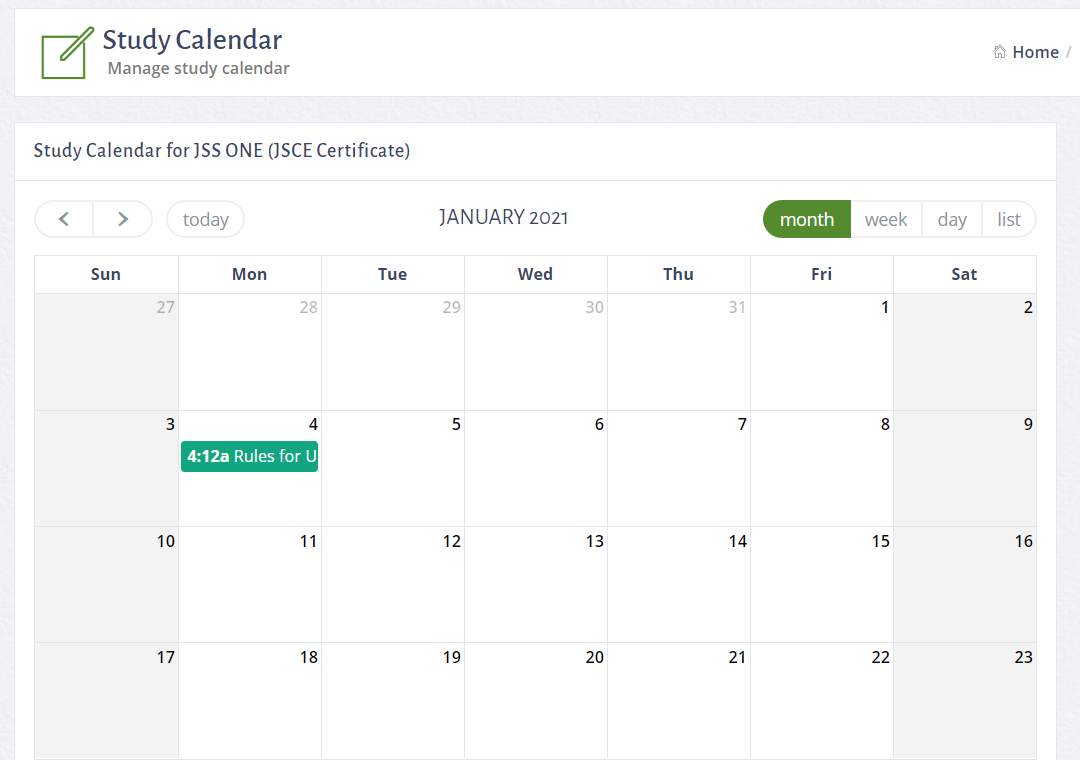 Study Calendar
Manage study calendar
Home /
Study Calendar for JSS ONE (JSCE Certificate)
today
JANUARY 2021
month week day list
Sun Mon Tue Wed Thu Fri Sat
27 28 29 30 31 1 2
3 4 5 6 7 8 9
4:12a Rules for U
10 11 12 13 14 15 16
17 18 19 20 21 22 23